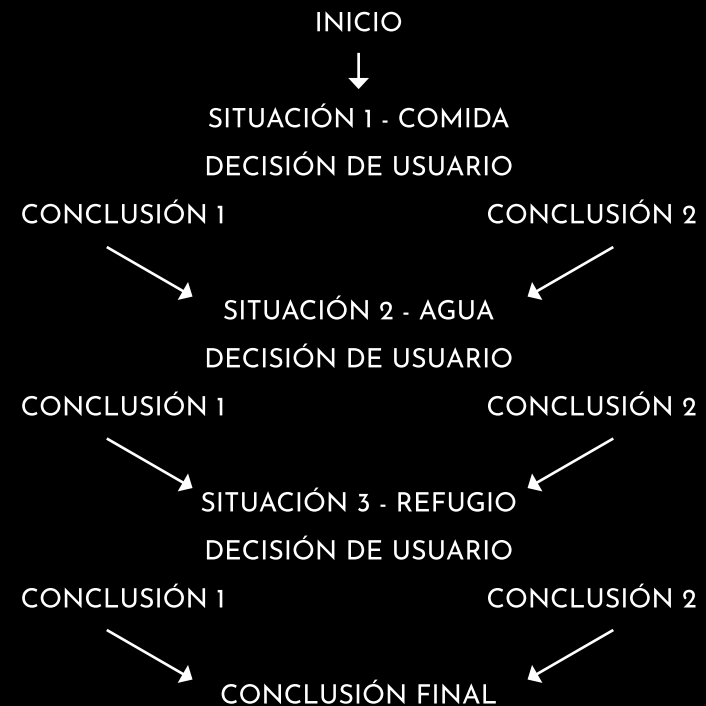 INICIO
SITUACIÓN 1 - COMIDA
DECISIÓN DE USUARIO
CONCLUSIÓN 1
CONCLUSIÓN 2
SITUACIÓN 2 - AGUA
DECISIÓN DE USUARIO
CONCLUSIÓN 1
CONCLUSIÓN 2
SITUACIÓN 3 - REFUGIO
DECISIÓN DE USUARIO
CONCLUSIÓN 1
CONCLUSIÓN 2
CONCLUSIÓN FINAL